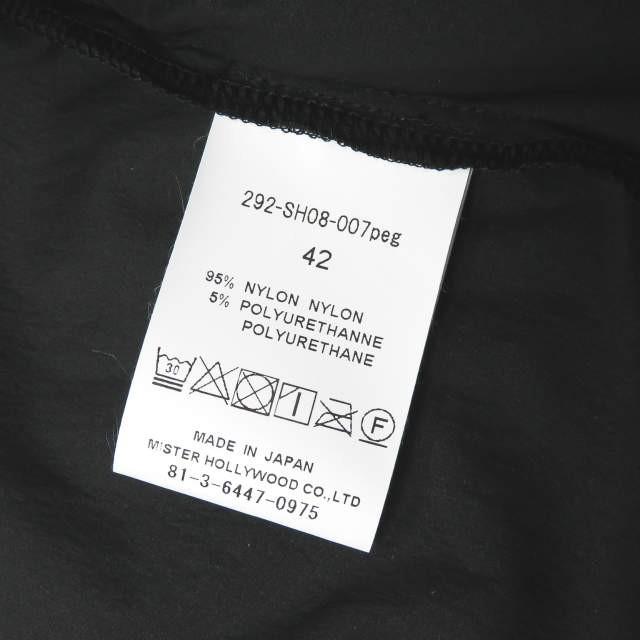 292-SH08-007peg
42
95% NYLON NYLON
5% POLYURETHANNE
POLYURETHANE
30 F
MADE IN JAPAN
MISTER HOLLYWOOD CO.,LTD
81-3-6447-0975